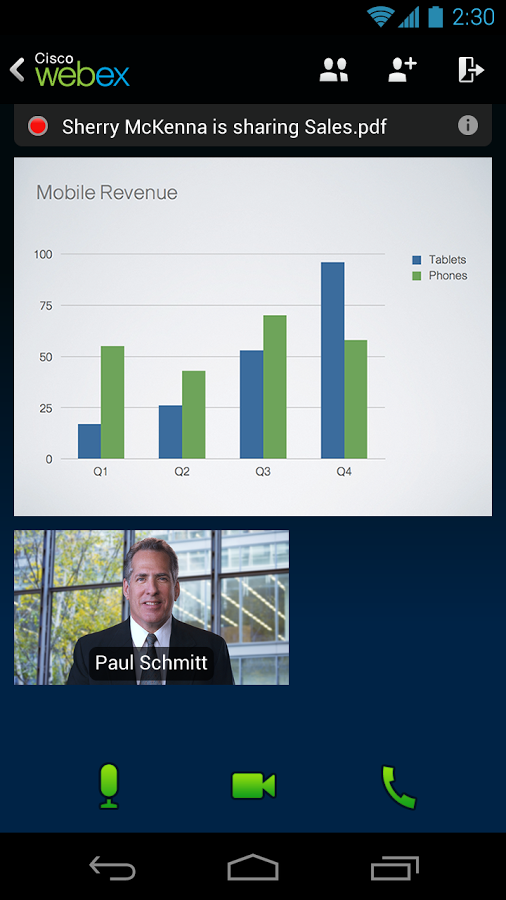 2:30
Cisco
webex
Sherry McKenna is sharing Sales.pdf
Mobile Revenue
100
75
50
25
0
Q1 Q2 Q3 Q4
Tablets
Phones
Paul Schmitt